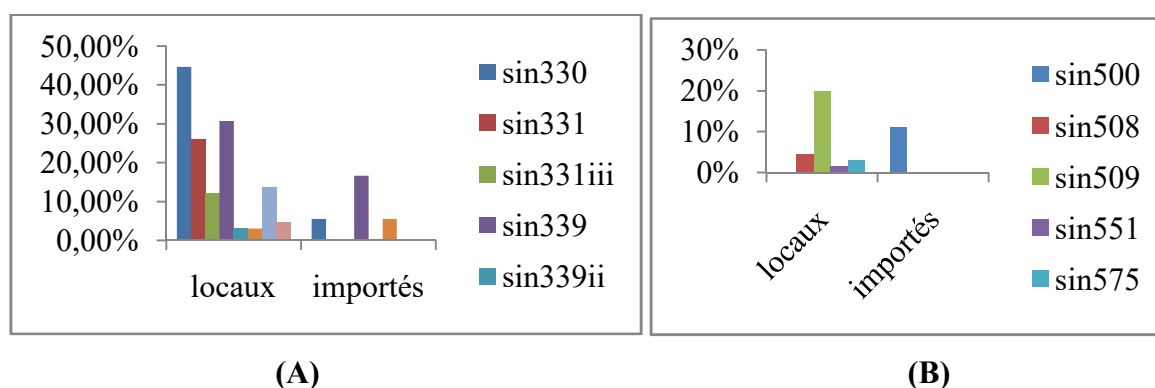 50,00%
40,00%
30,00%
20,00%
10,00%
0,00%
locaux importés
sin330
sin331
sin331iii
sin339
sin339ii
(A)
30%
20%
10%
0%
locaux
importés
sin500
sin508
sin509
sin551
sin575
(B)